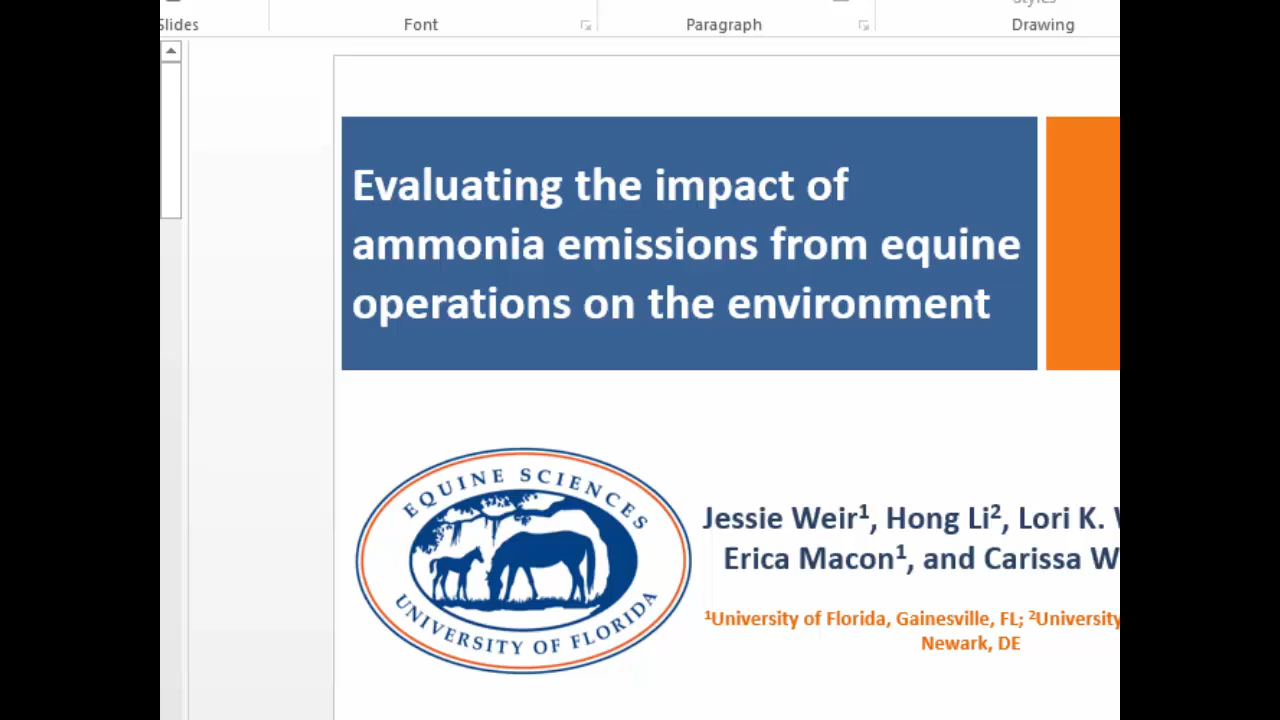 Slides Font Paragraph Drawing
Evaluating the impact of
ammonia emissions from equine
operations on the environment
EQUINE SCIENCES
UNIVERSITY OF FLORIDA
Jessie Weir¹, Hong Li², Lori K.
Erica Macon¹, and Carissa W
¹University of Florida, Gainesville, FL; ²University
Newark, DE